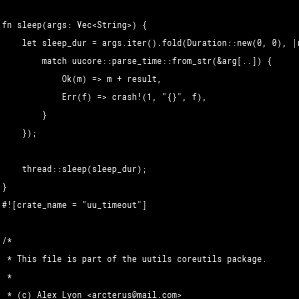 fn sleep(args: Vec<String>) {
    let sleep_dur = args.iter().fold(Duration::new(0, 0), |
        match uucore::parse_time::from_str(&arg[..]) {
            Ok(m) => m + result,
            Err(f) => crash!(1, "{}", f),
        }
    });

    thread::sleep(sleep_dur);
}
#![crate_name = "uu_timeout"]

/*
 * This file is part of the uutils coreutils package.
 *
 * (c) Alex Lyon <arcterus@mail.com>